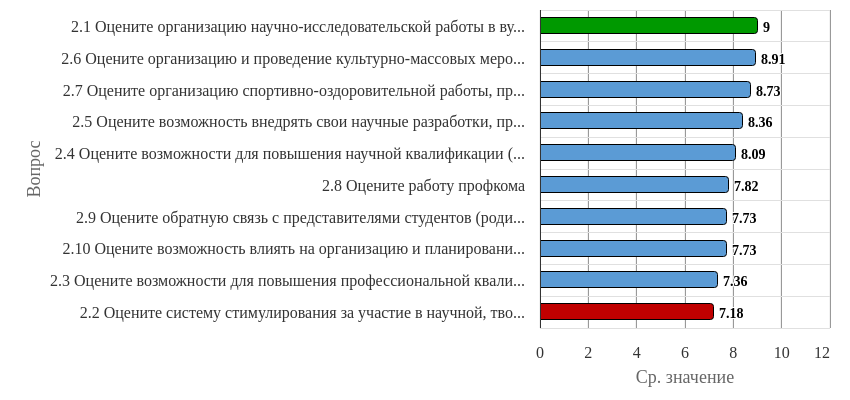 2.1 Оцените организацию научно-исследовательской работы в ву...
9
2.6 Оцените организацию и проведение культурно-массовых меро...
8.91
2.7 Оцените организацию спортивно-оздоровительной работы, пр...
8.73
2.5 Оцените возможность внедрять свои научные разработки, пр...
8.36
2.4 Оцените возможности для повышения научной квалификации (...
8.09
2.8 Оцените работу профкома
7.82
2.9 Оцените обратную связь с представителями студентов (роди...
7.73
2.10 Оцените возможность влиять на организацию и планировани...
7.73
2.3 Оцените возможности для повышения профессиональной квали...
7.36
2.2 Оцените систему стимулирования за участие в научной, тво...
7.18
Вопрос
0 2 4 6 8 10 12
Ср. значение